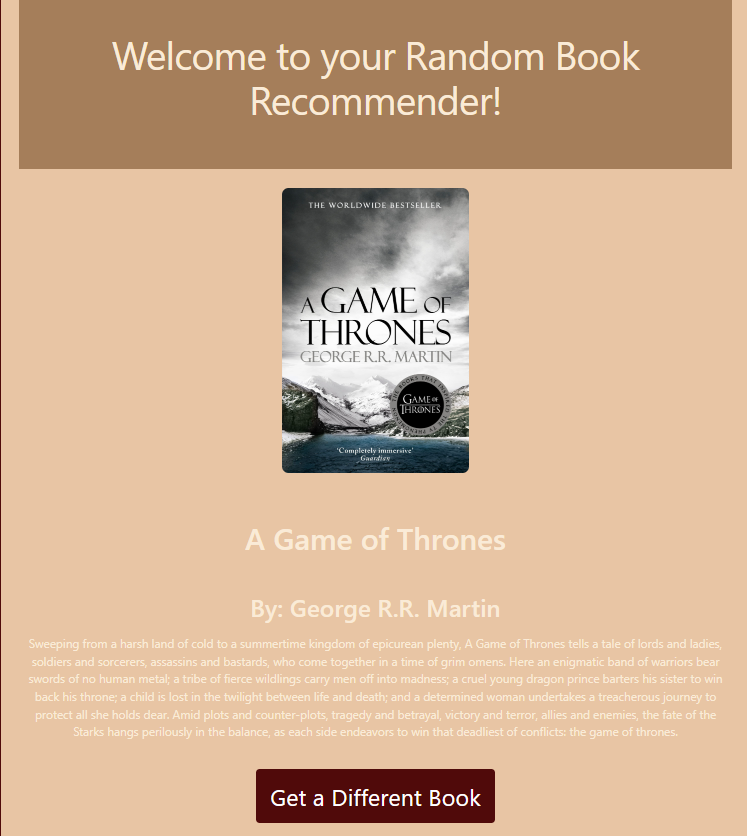 Welcome to your Random Book
Recommender!
THE WORLDWIDE BESTSELLER
A GAME OF
THRONES
GEORGE R.R. MARTIN
GAME OF
THRONES
'Completely immersive'
Guardian
A Game of Thrones
By: George R.R. Martin
Sweeping from a harsh land of cold to a summertime kingdom of epicurean plenty, A Game of Thrones tells a tale of lords and ladies,
soldiers and sorcerers, assassins and bastards, who come together in a time of grim omens. Here an enigmatic band of warriors bear
swords of no human metal; a tribe of fierce wildlings carry men off into madness; a cruel young dragon prince barters his sister to win
back his throne; a child is lost in the twilight between life and death; and a determined woman undertakes a treacherous journey to
protect all she holds dear. Amid plots and counter-plots, tragedy and betrayal, victory and terror, allies and enemies, the fate of the
Starks hangs perilously in the balance, as each side endeavors to win that deadliest of conflicts: the game of thrones.
Get a Different Book